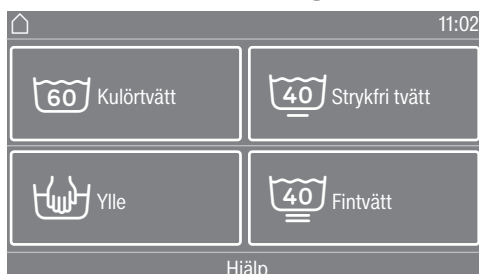 11:02
60 Kulörtvätt
40 Strykfri tvätt
Ylle
40 Fintvätt
Hjälp